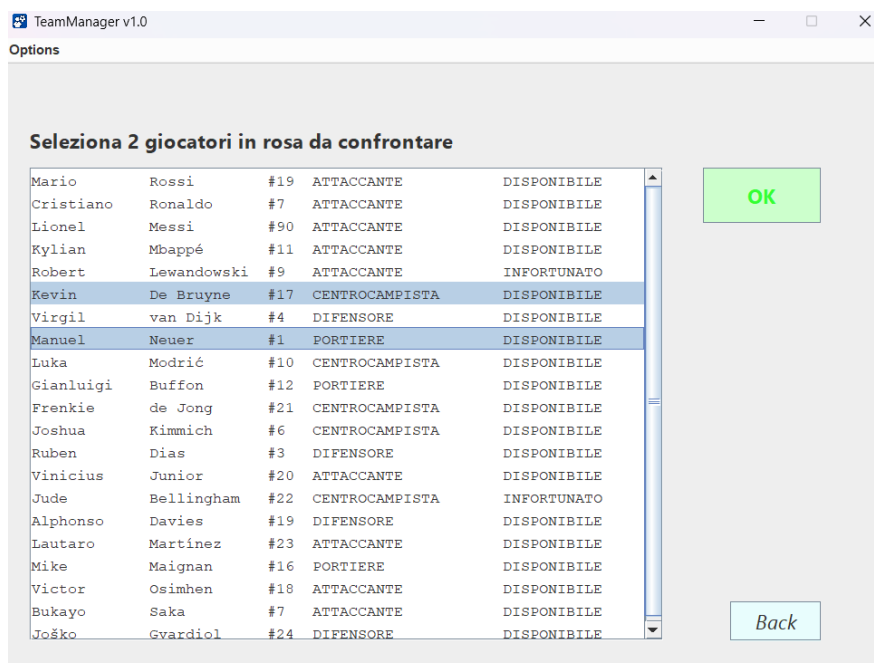 TeamManager v1.0
Options
Seleziona 2 giocatori in rosa da confrontare
Mario Rossi #19 ATTACCANTE DISPONIBILE
Cristiano Ronaldo #7 ATTACCANTE DISPONIBILE
Lionel Messi #90 ATTACCANTE DISPONIBILE
Kylian Mbappé #11 ATTACCANTE DISPONIBILE
Robert Lewandowski #9 ATTACCANTE INFORTUNATO
Kevin De Bruyne #17 CENTROCAMPISTA DISPONIBILE
Virgil van Dijk #4 DIFENSORE DISPONIBILE
Manuel Neuer #1 PORTIERE DISPONIBILE
Luka Modrić #10 CENTROCAMPISTA DISPONIBILE
Gianluigi Buffon #12 PORTIERE DISPONIBILE
Frenkie de Jong #21 CENTROCAMPISTA DISPONIBILE
Joshua Kimmich #6 CENTROCAMPISTA DISPONIBILE
Ruben Dias #3 DIFENSORE DISPONIBILE
Vinicius Junior #20 ATTACCANTE DISPONIBILE
Jude Bellingham #22 CENTROCAMPISTA INFORTUNATO
Alphonso Davies #19 DIFENSORE DISPONIBILE
Lautaro Martínez #23 ATTACCANTE DISPONIBILE
Mike Maignan #16 PORTIERE DISPONIBILE
Victor Osimhen #18 ATTACCANTE DISPONIBILE
Bukayo Saka #7 ATTACCANTE DISPONIBILE
Joško Gvardiol #24 DIFENSORE DISPONIBILE
OK
Back